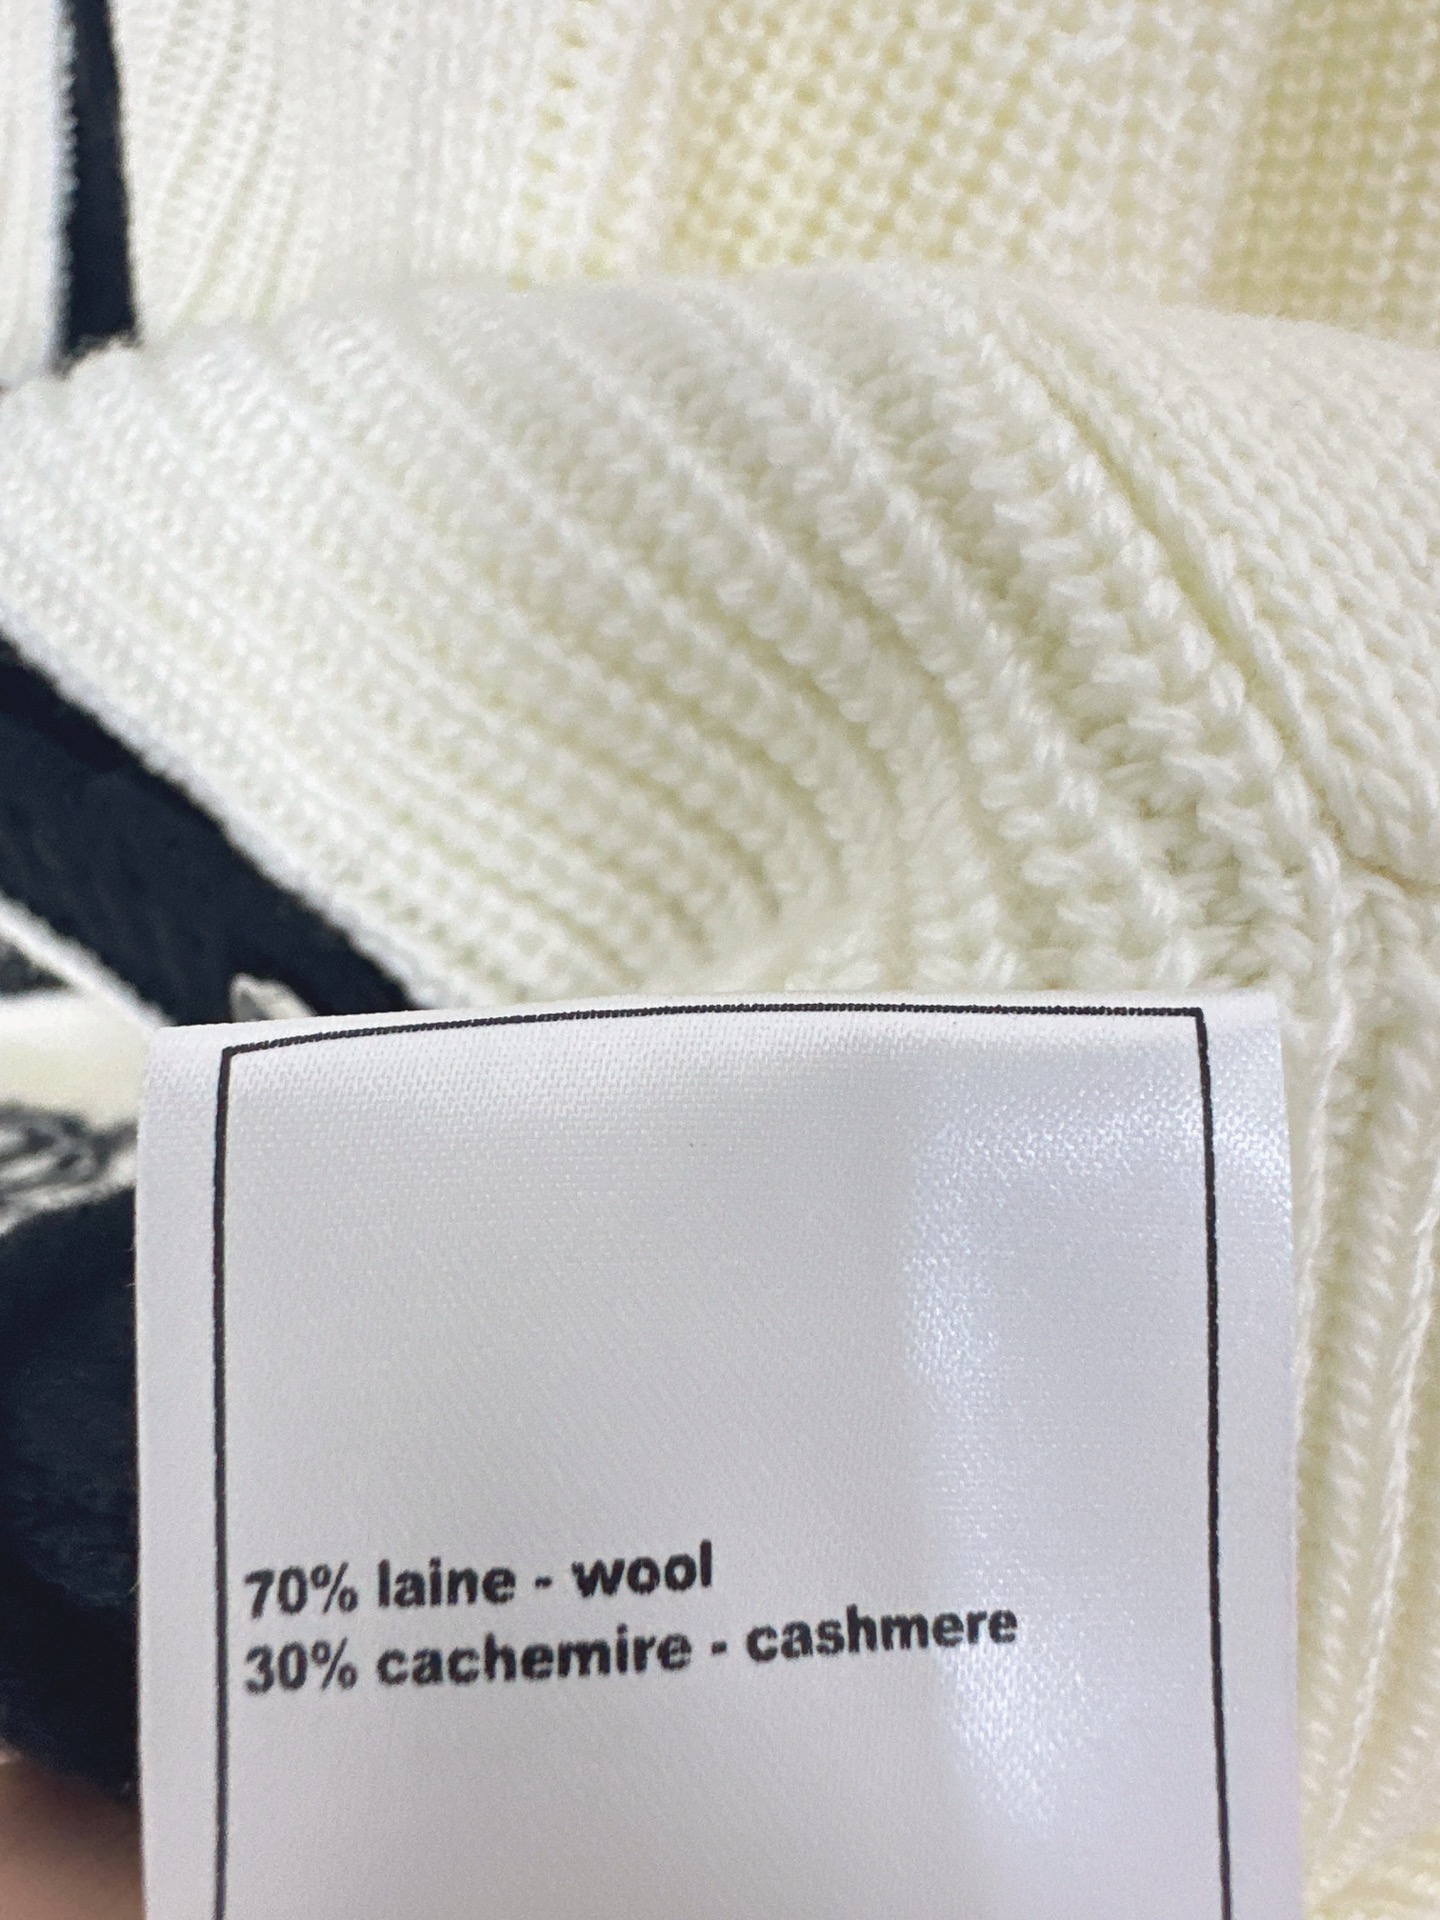 70% laine - wool
30% cachemire - cashmere